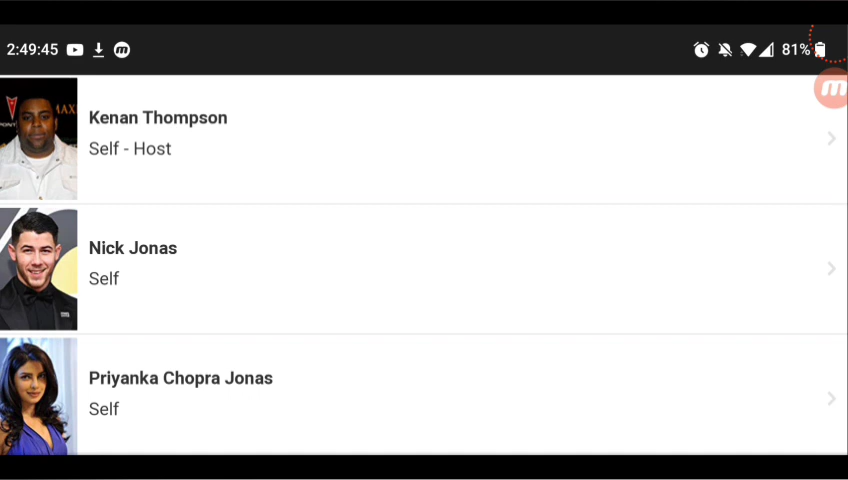 2:49:45
81%
Kenan Thompson
Self - Host
Nick Jonas
Self
Priyanka Chopra Jonas
Self